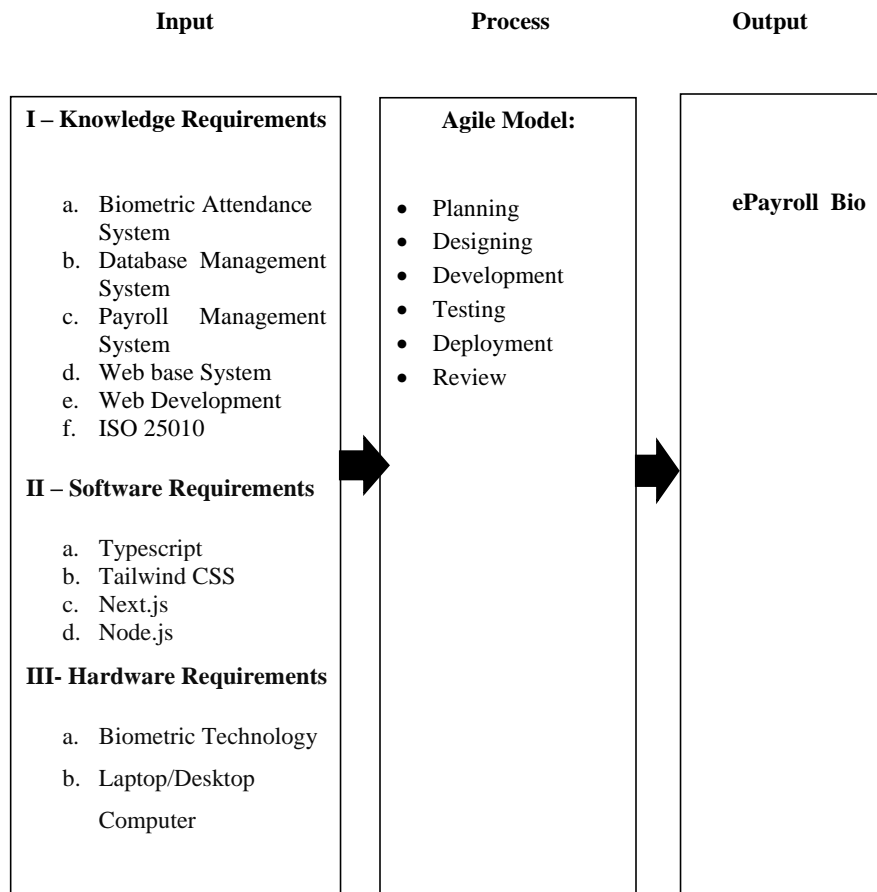 Input
Process
Output
I – Knowledge Requirements
a. Biometric Attendance
System
b. Database Management
System
c. Payroll Management
System
d. Web base System
e. Web Development
f. ISO 25010
II – Software Requirements
a. Typescript
b. Tailwind CSS
c. Next.js
d. Node.js
III- Hardware Requirements
a. Biometric Technology
b. Laptop/Desktop
Computer
Agile Model:
• Planning
• Designing
• Development
• Testing
• Deployment
• Review
ePayroll Bio